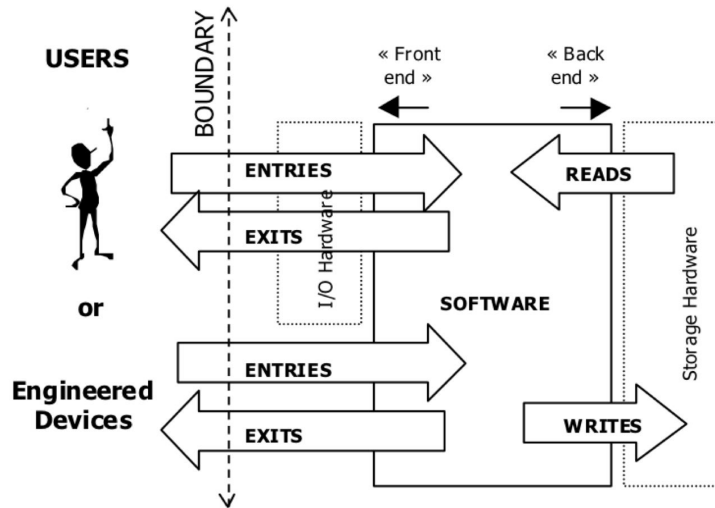 USERS
BOUNDARY
« Front
end »
« Back
end »
ENTRIES
READS
EXITS
I/O Hardware
or
SOFTWARE
Storage Hardware
ENTRIES
Engineered
Devices
EXITS
WRITES